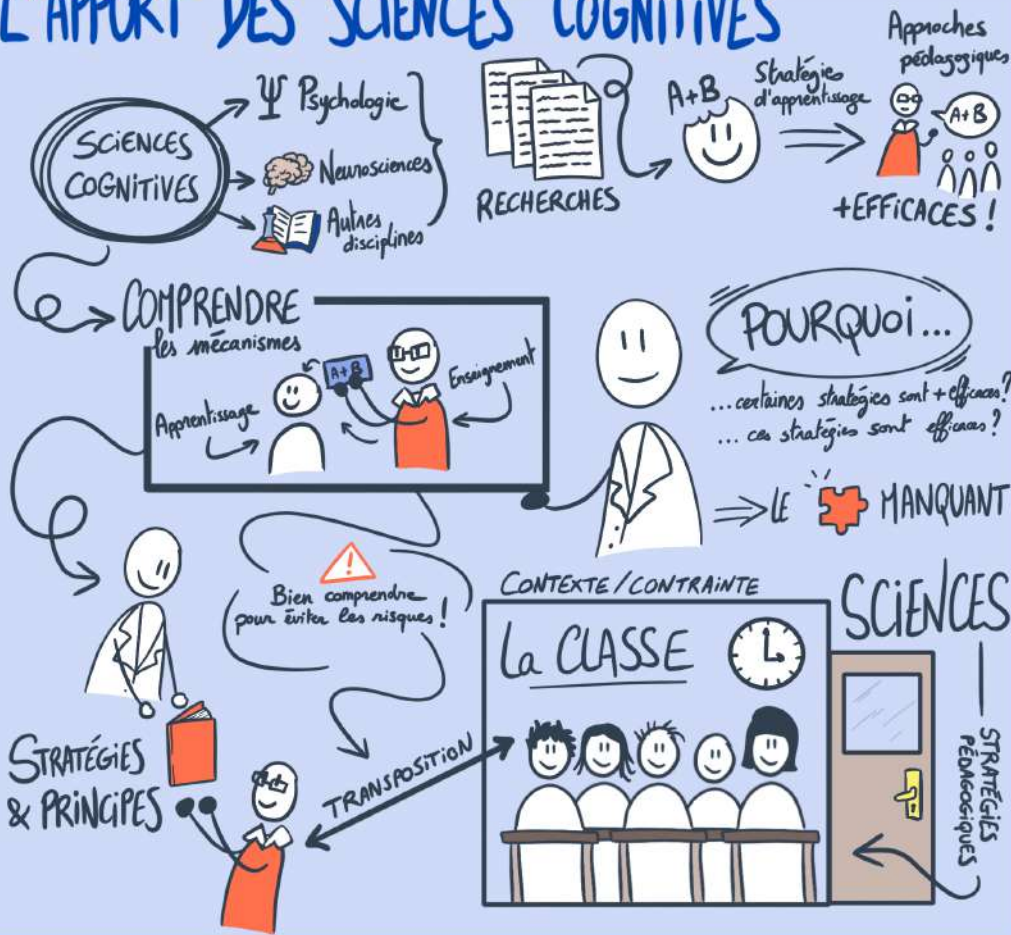 L'APPORT DES SCIENCES COGNITIVES
SCIENCES
COGNITIVES
Ψ Psychologie
Neurosciences
Autres
disciplines
RECHERCHES
A+B
Stratégies
d'apprentissage
Approches
pédagogiques
A+B
+EFFICACES !
COMPRENDRE
les mécanismes
Apprentissage
A+B
Enseignement
POURQUOI...
...certaines stratégies sont + efficaces?
... ces stratégies sont efficaces ?
LE MANQUANT
Bien comprendre
pour éviter les risques !
STRATÉGIES
& PRINCIPES
TRANSPOSITION
CONTEXTE/CONTRAINTE
La CLASSE
SCIENCES
STRATÉGIES
PÉDAGOGIQUES